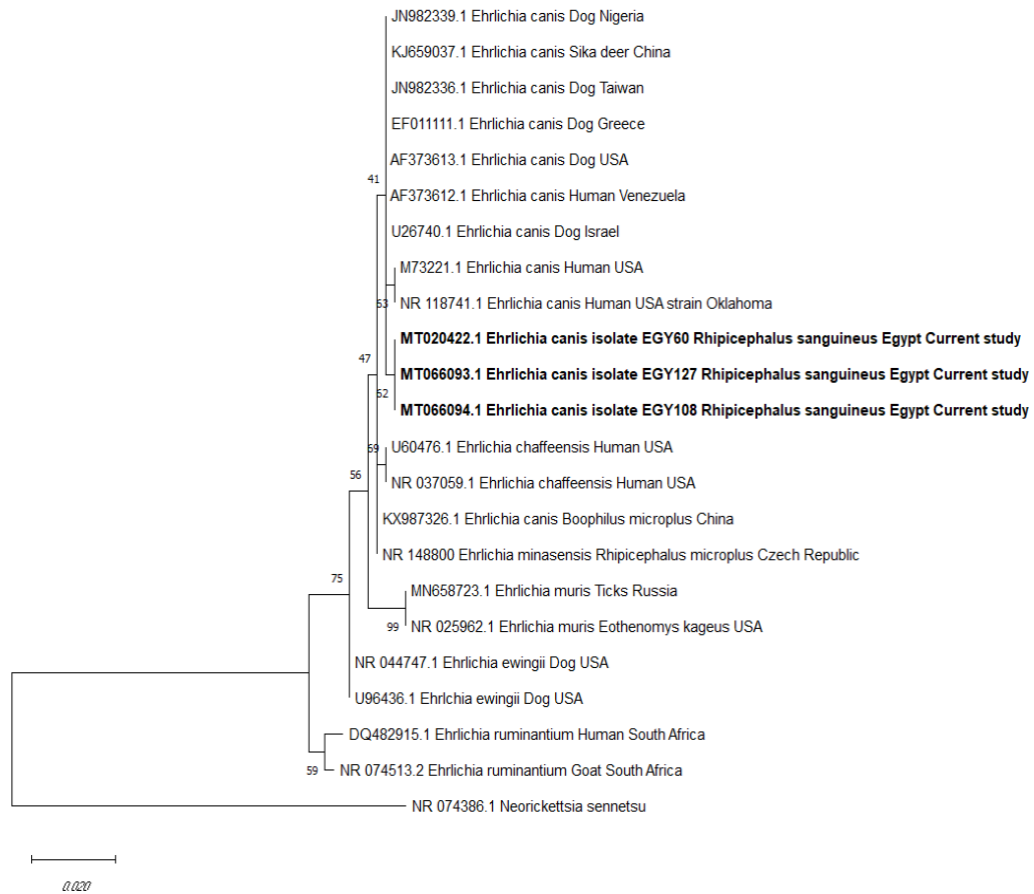 JN982339.1 Ehrlichia canis Dog Nigeria
KJ659037.1 Ehrlichia canis Sika deer China
JN982336.1 Ehrlichia canis Dog Taiwan
EF011111.1 Ehrlichia canis Dog Greece
AF373613.1 Ehrlichia canis Dog USA
41
AF373612.1 Ehrlichia canis Human Venezuela
U26740.1 Ehrlichia canis Dog Israel
M73221.1 Ehrlichia canis Human USA
53
NR 118741.1 Ehrlichia canis Human USA strain Oklahoma
MT020422.1 Ehrlichia canis isolate EGY60 Rhipicephalus sanguineus Egypt Current study
47
MT066093.1 Ehrlichia canis isolate EGY127 Rhipicephalus sanguineus Egypt Current study
52
MT066094.1 Ehrlichia canis isolate EGY108 Rhipicephalus sanguineus Egypt Current study
69
U60476.1 Ehrlichia chaffeensis Human USA
56
NR 037059.1 Ehrlichia chaffeensis Human USA
KX987326.1 Ehrlichia canis Boophilus microplus China
NR 148800 Ehrlichia minasensis Rhipicephalus microplus Czech Republic
75
MN658723.1 Ehrlichia muris Ticks Russia
99
NR 025962.1 Ehrlichia muris Eothenomys kageus USA
NR 044747.1 Ehrlichia ewingii Dog USA
U96436.1 Ehrlchia ewingii Dog USA
DQ482915.1 Ehrlichia ruminantium Human South Africa
59
NR 074513.2 Ehrlichia ruminantium Goat South Africa
NR 074386.1 Neorickettsia sennetsu
0.020